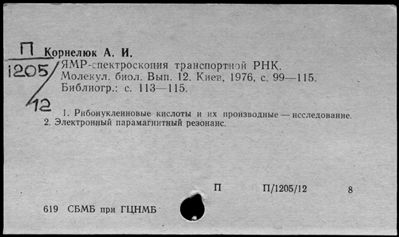 П Корнелюк А. И.
1205/12
ЯМР-спектроскопия транспортной РНК.
Молекул. биол. Вып. 12. Киев, 1976, с. 99—115.
Библиогр.: с. 113—115.
1. Рибонуклеиновые кислоты и их производные — исследование.
2. Электронный парамагнитный резонанс.
П П/1205/12 8
619 СБМБ при ГЦНМБ